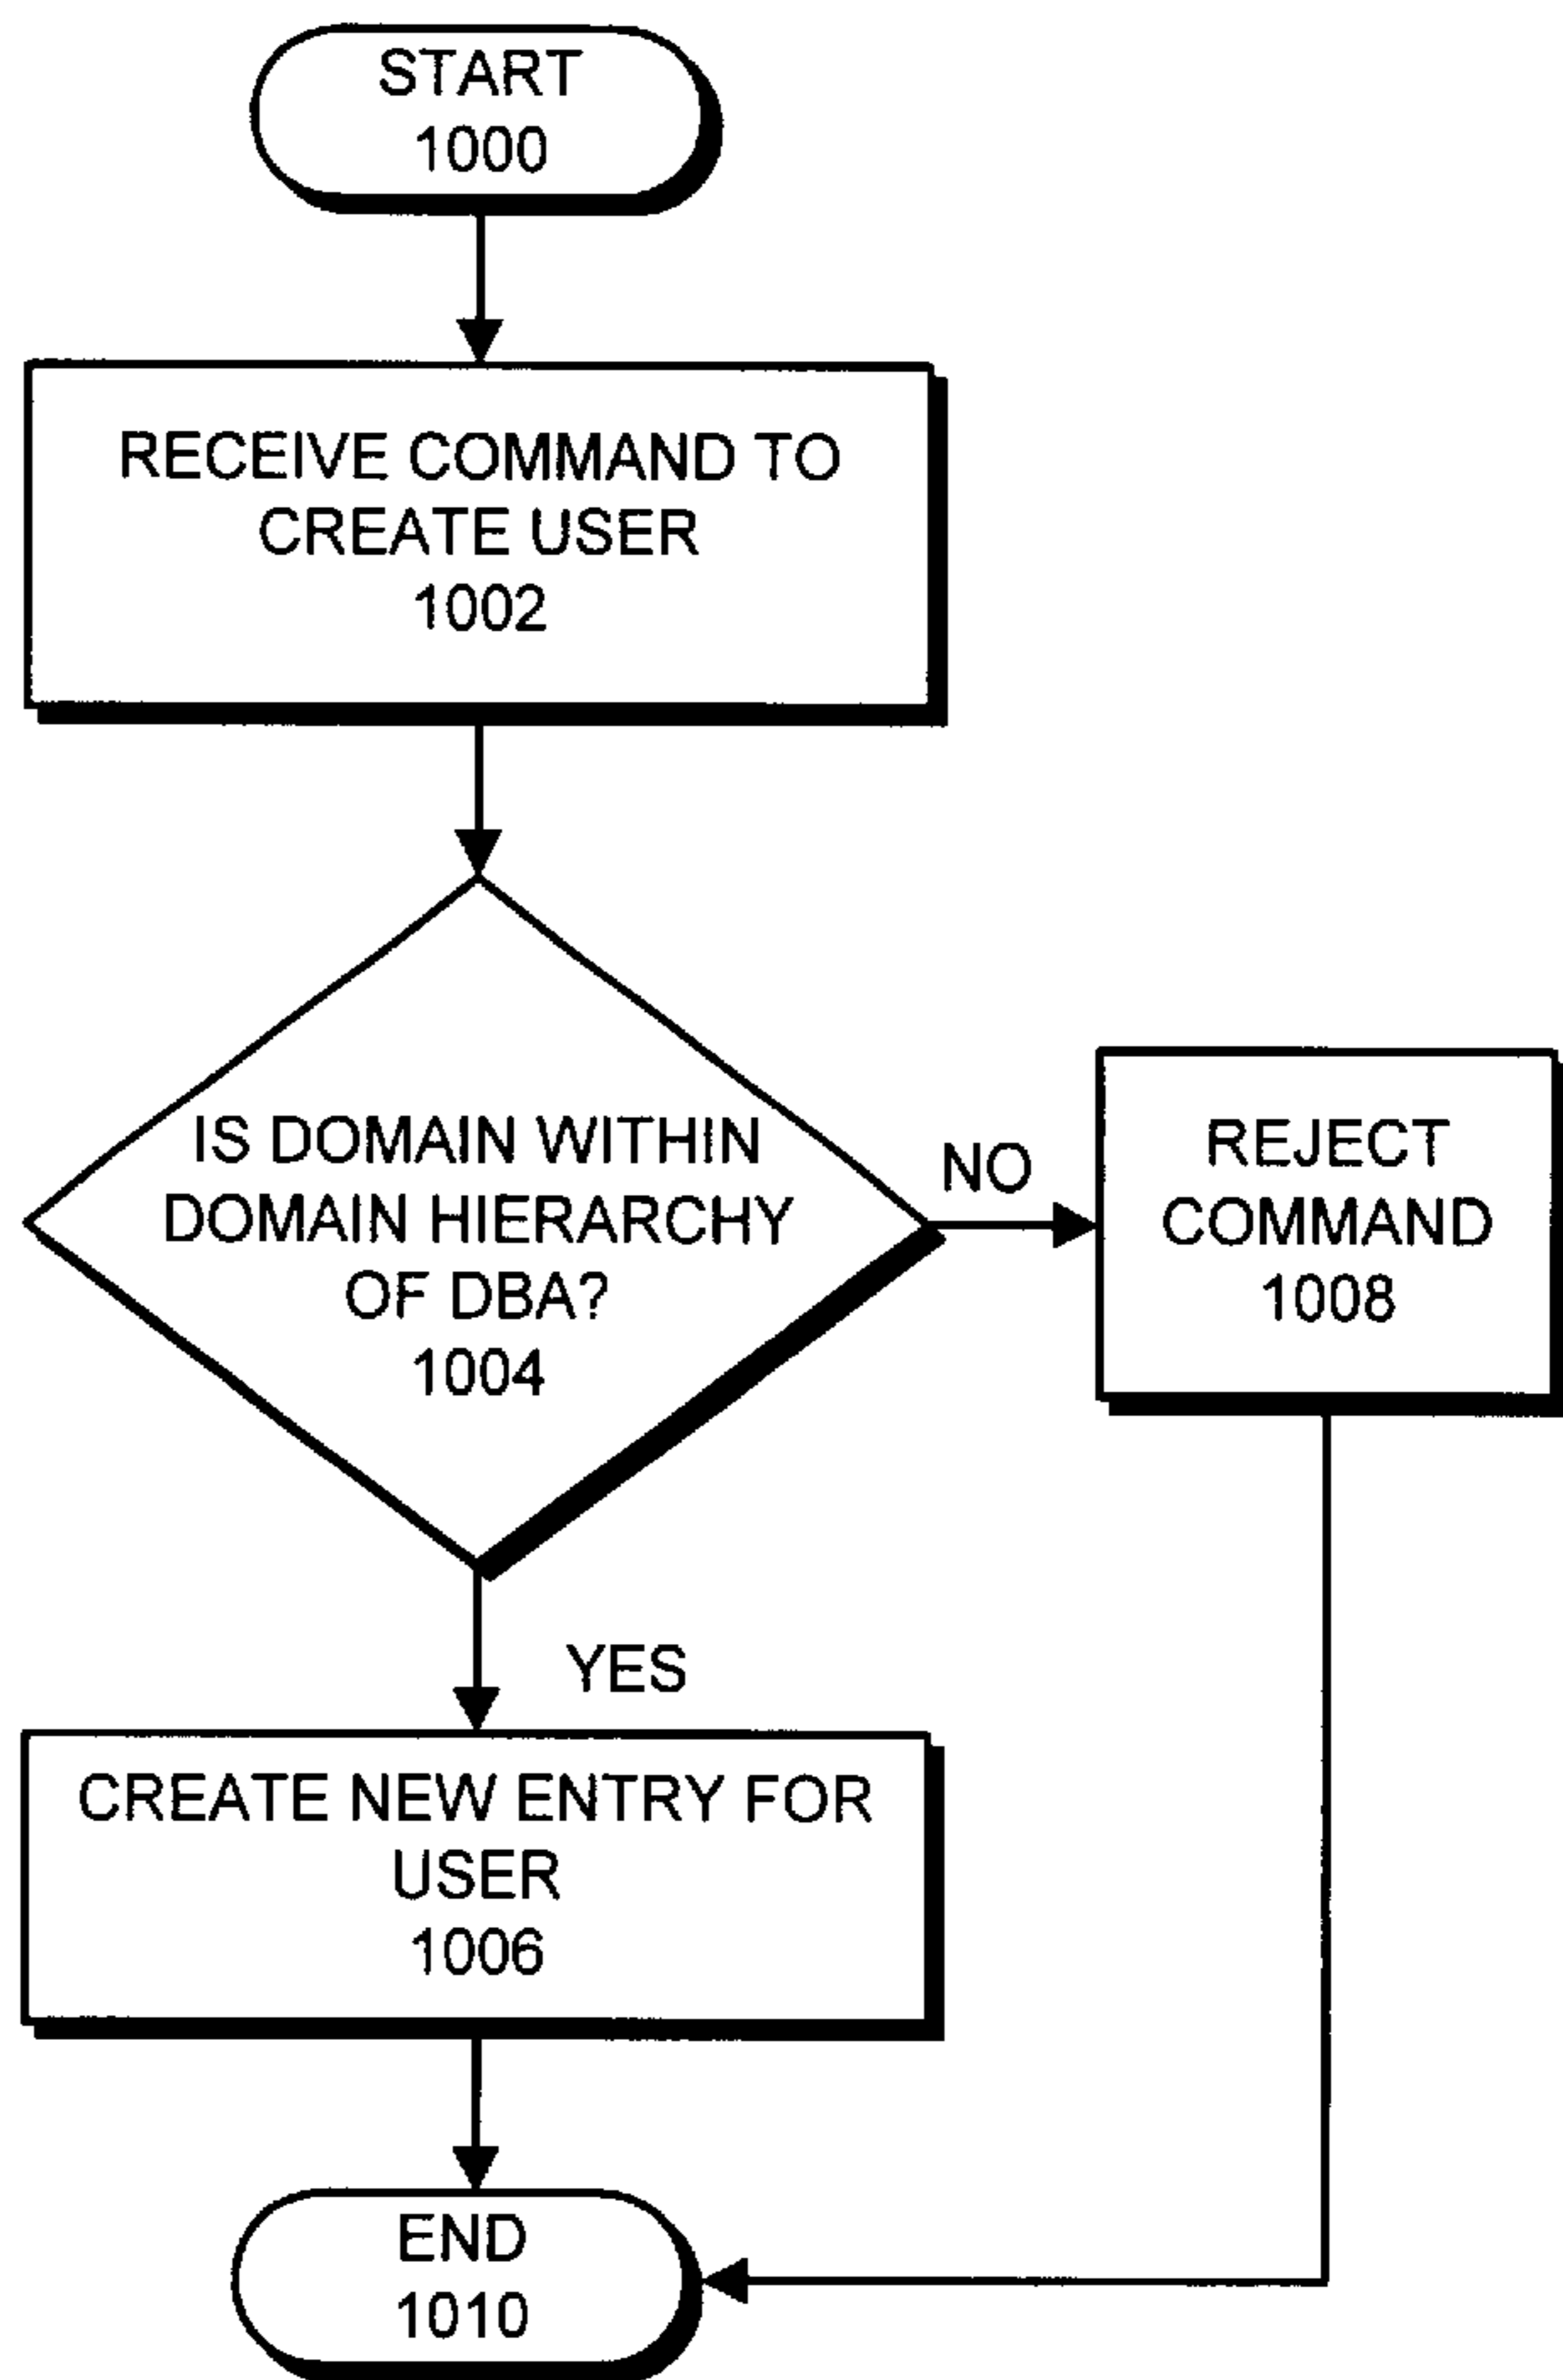 START
1000
RECEIVE COMMAND TO
CREATE USER
1002
IS DOMAIN WITHIN
DOMAIN HIERARCHY
OF DBA?
1004
NO
REJECT
COMMAND
1008
YES
CREATE NEW ENTRY FOR
USER
1006
END
1010